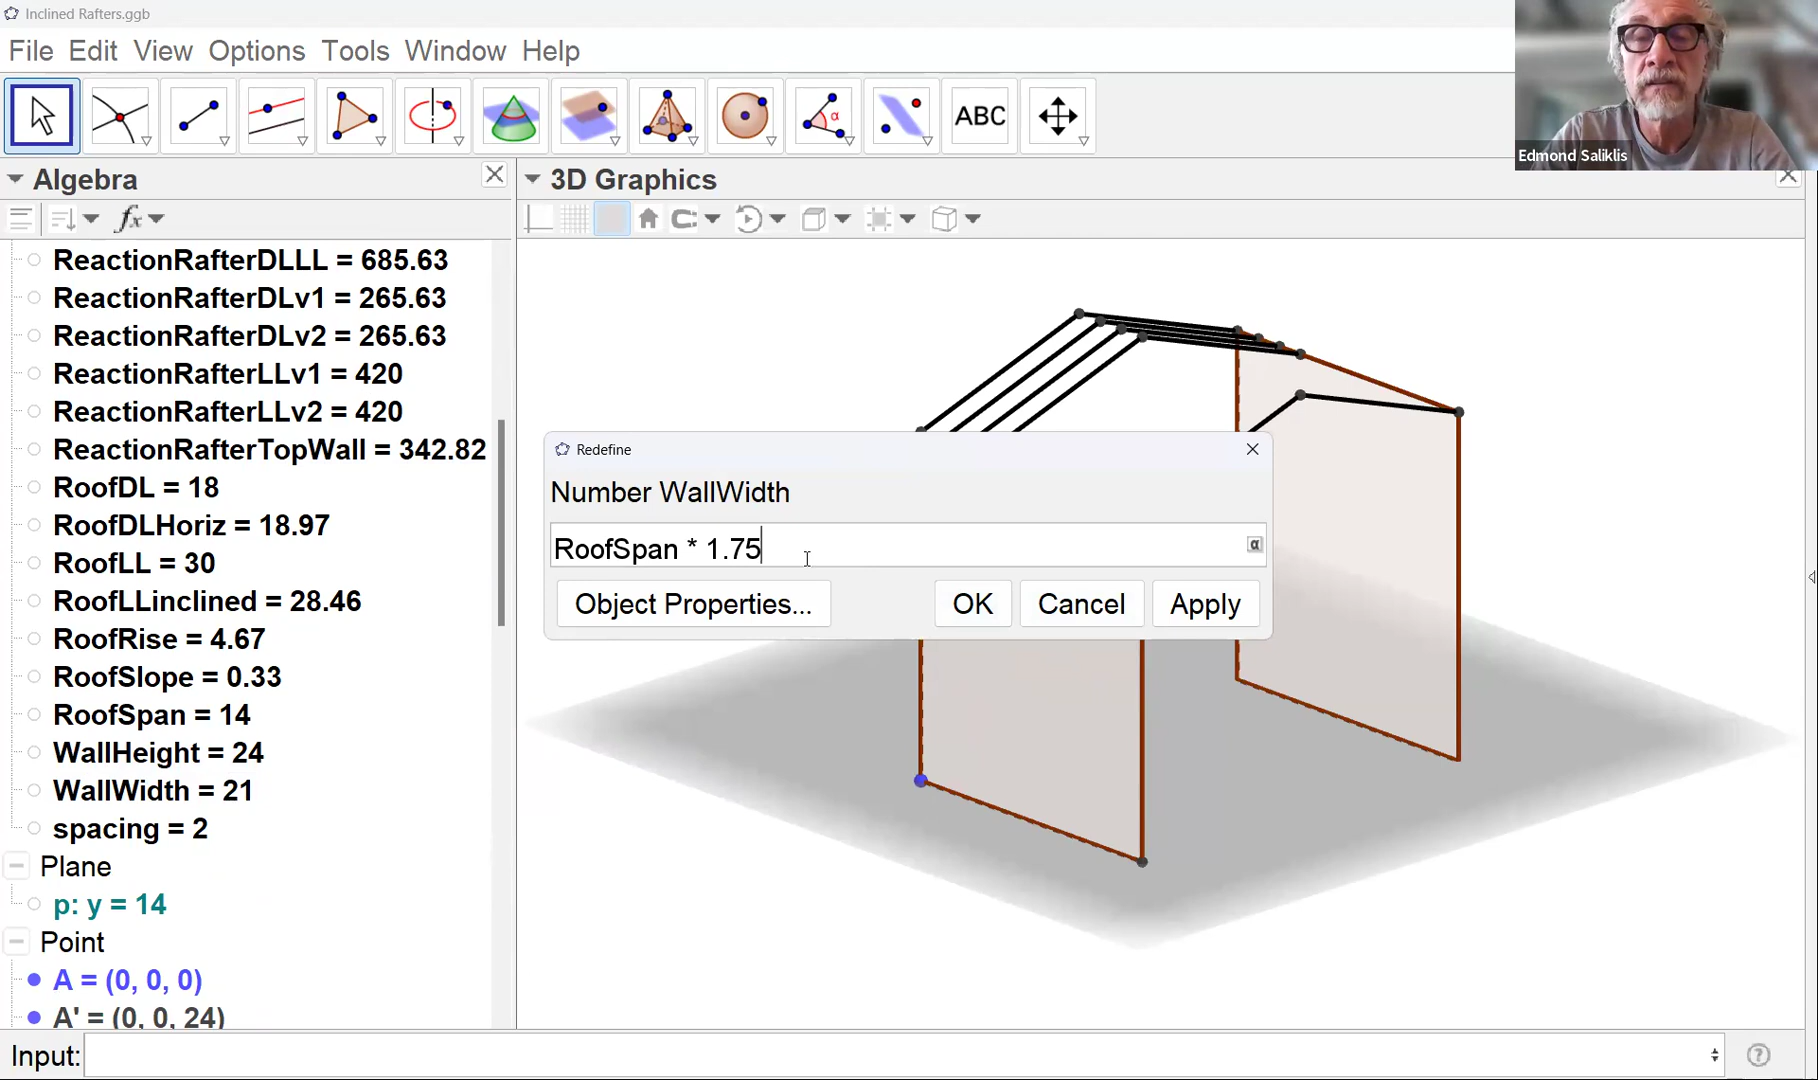 Inclined Rafters.ggb
File Edit View Options Tools Window Help
α
ABC
Edmond Saliklis
Algebra
3D Graphics
fx
ReactionRafterDLLL = 685.63
ReactionRafterDLv1 = 265.63
ReactionRafterDLv2 = 265.63
ReactionRafterLLv1 = 420
ReactionRafterLLv2 = 420
ReactionRafterTopWall = 342.82
RoofDL = 18
RoofDLHoriz = 18.97
RoofLL = 30
RoofLLinclined = 28.46
RoofRise = 4.67
RoofSlope = 0.33
RoofSpan = 14
WallHeight = 24
WallWidth = 21
spacing = 2
Plane
p: y = 14
Point
A = (0, 0, 0)
A' = (0, 0, 24)
Redefine
Number WallWidth
RoofSpan * 1.75
α
Object Properties... OK Cancel Apply
Input:
?